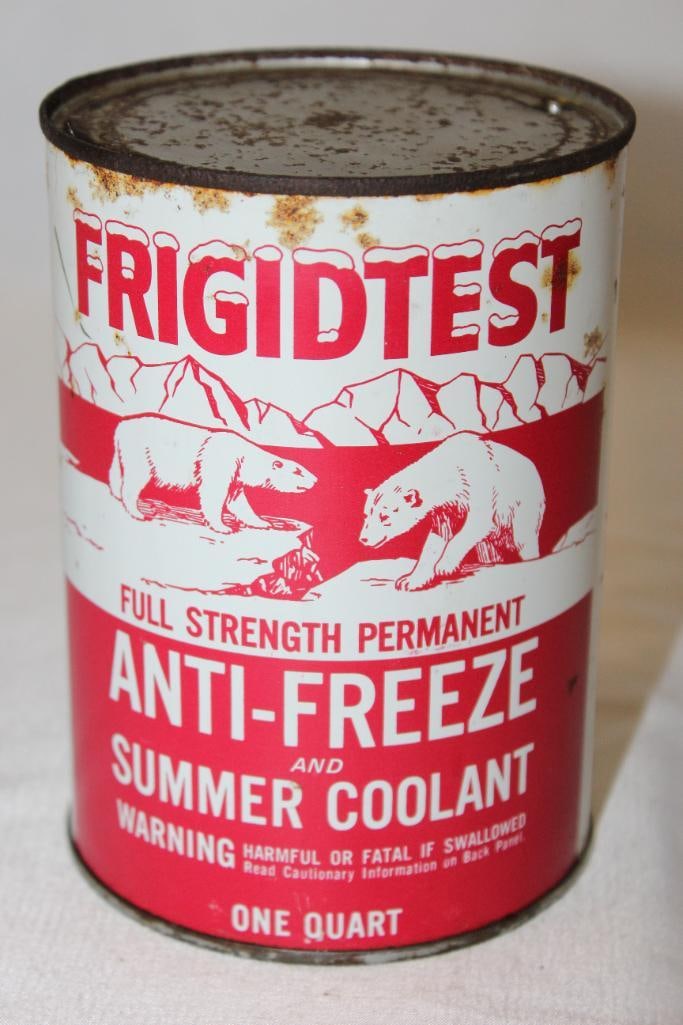 FRIGIDTEST
FULL STRENGTH PERMANENT
ANTI-FREEZE
AND
SUMMER COOLANT
WARNING HARMFUL OR FATAL IF SWALLOWED
Read Cautionary Information on Back Panel.
ONE QUART